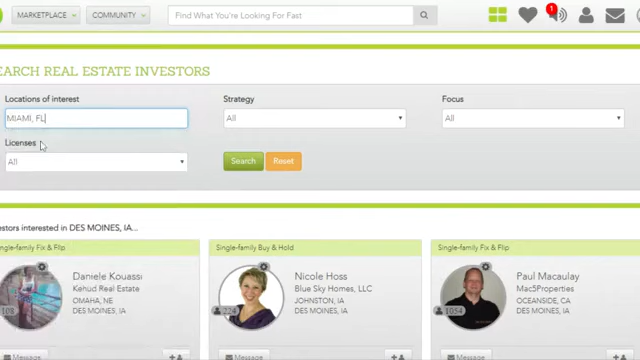 MARKETPLACE COMMUNITY Find What You're Looking For Fast 1
EARCH REAL ESTATE INVESTORS
Locations of interest Strategy Focus
MIAMI, FL All All
Licenses
All Search Reset
vestors interested in DES MOINES, IA...
ngle-family Fix & Flip Single-family Buy & Hold Single-family Fix & Flip
Daniele Kouassi Nicole Hoss Paul Macaulay
Kehud Real Estate Blue Sky Homes, LLC Mac5Properties
OMAHA, NE JOHNSTON, IA OCEANSIDE, CA
108 DES MOINES, IA 224 DES MOINES, IA 1054 DES MOINES, IA
Message Message Message